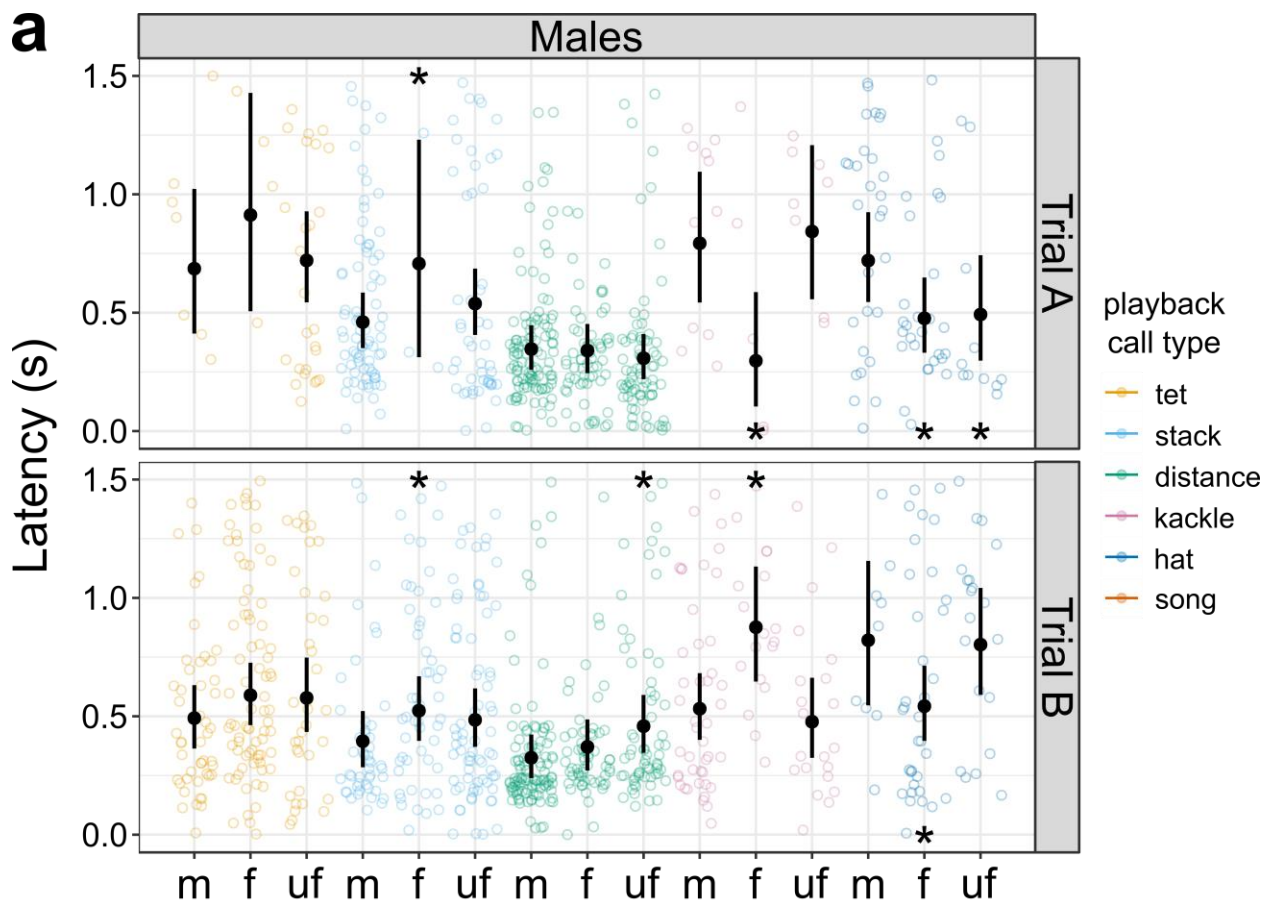 a
Males
1.5
1.0
0.5
0.0
*
* * *
Trial A
Latency (s)
1.5
1.0
0.5
0.0
* * *
*
Trial B
m f uf m f uf m f uf m f uf m f uf
playback
call type
tet
stack
distance
kackle
hat
song